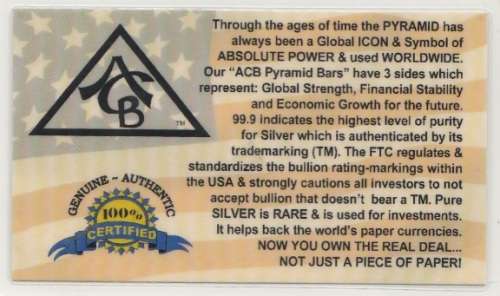 Through the ages of time the PYRAMID has
always been a Global ICON & Symbol of
ABSOLUTE POWER & used WORLDWIDE.
Our "ACB Pyramid Bars" have 3 sides which
represent: Global Strength, Financial Stability
and Economic Growth for the future.
99.9 indicates the highest level of purity
for Silver which is authenticated by its
trademarking (TM). The FTC regulates &
standardizes the bullion rating-markings within
the USA & strongly cautions all investors to
not accept bullion that doesn't bear a TM. Pure
SILVER is RARE & is used for investments.
It helps back the world's paper currencies.
NOW YOU OWN THE REAL DEAL...
NOT JUST A PIECE OF PAPER!
ACB
TM
GENUINE ~ AUTHENTIC
100%
CERTIFIED